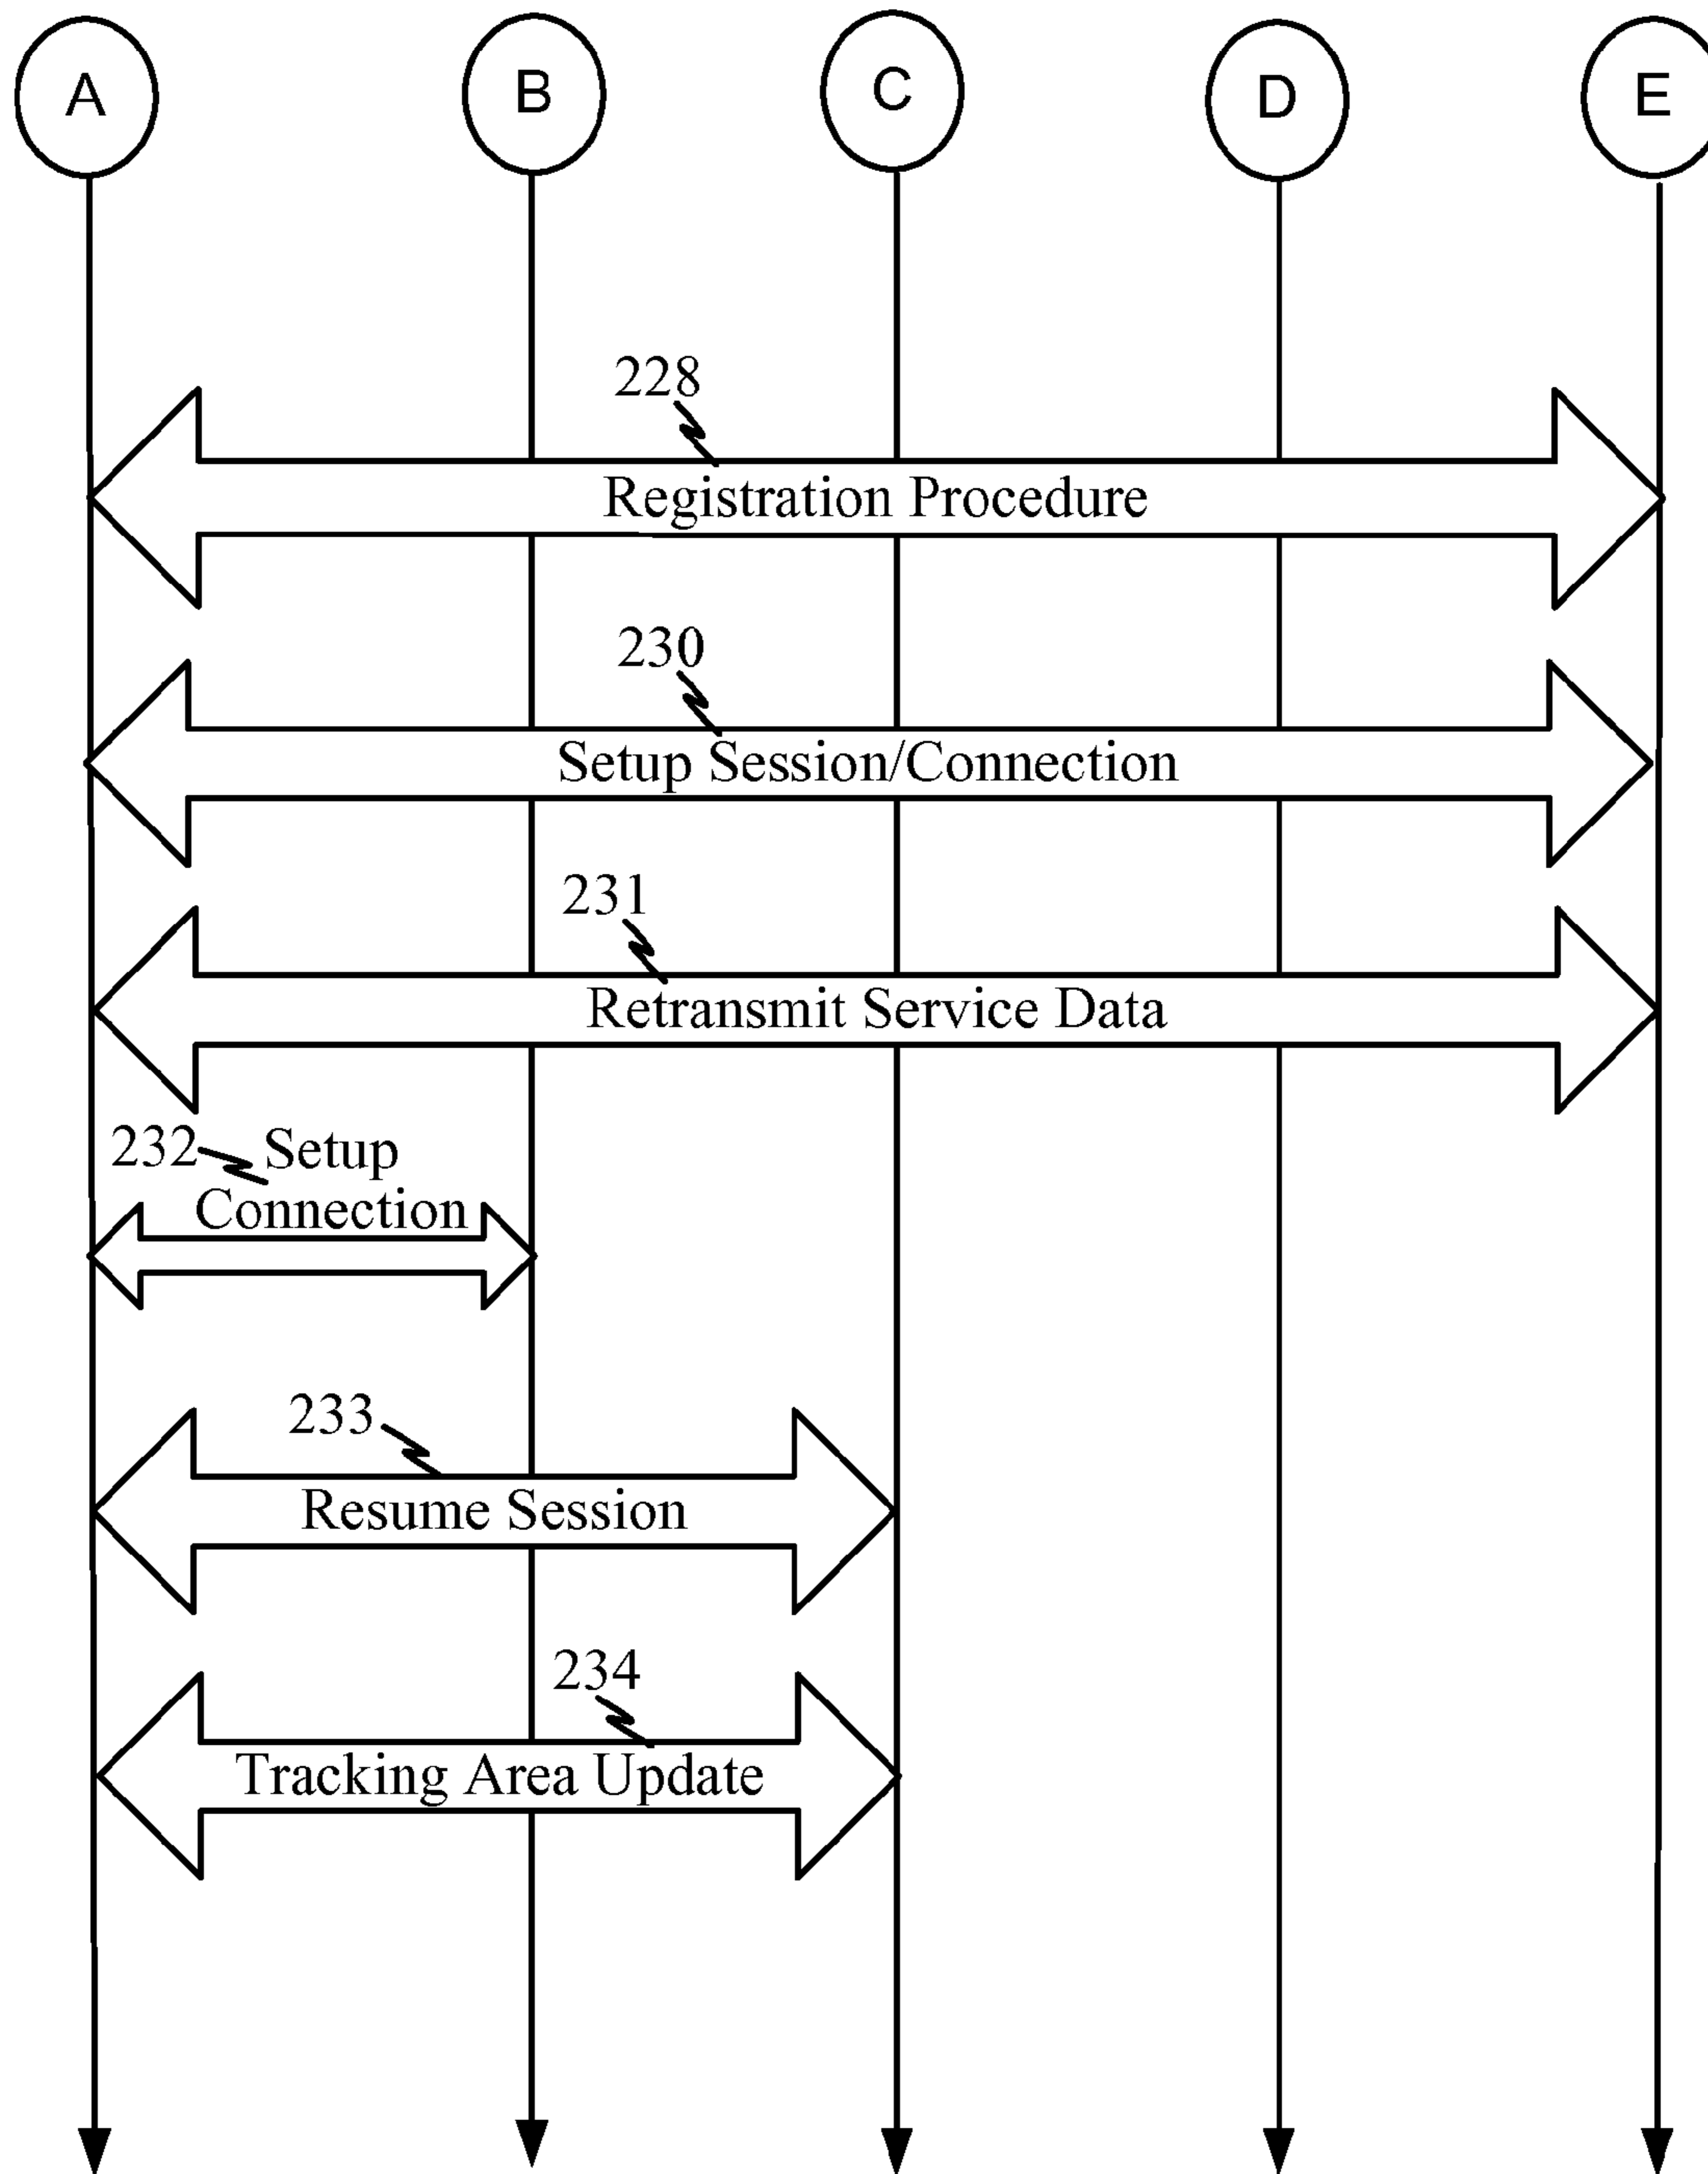 A B C D E
228
Registration Procedure
230
Setup Session/Connection
231
Retransmit Service Data
232 Setup
Connection
233
Resume Session
234
Tracking Area Update